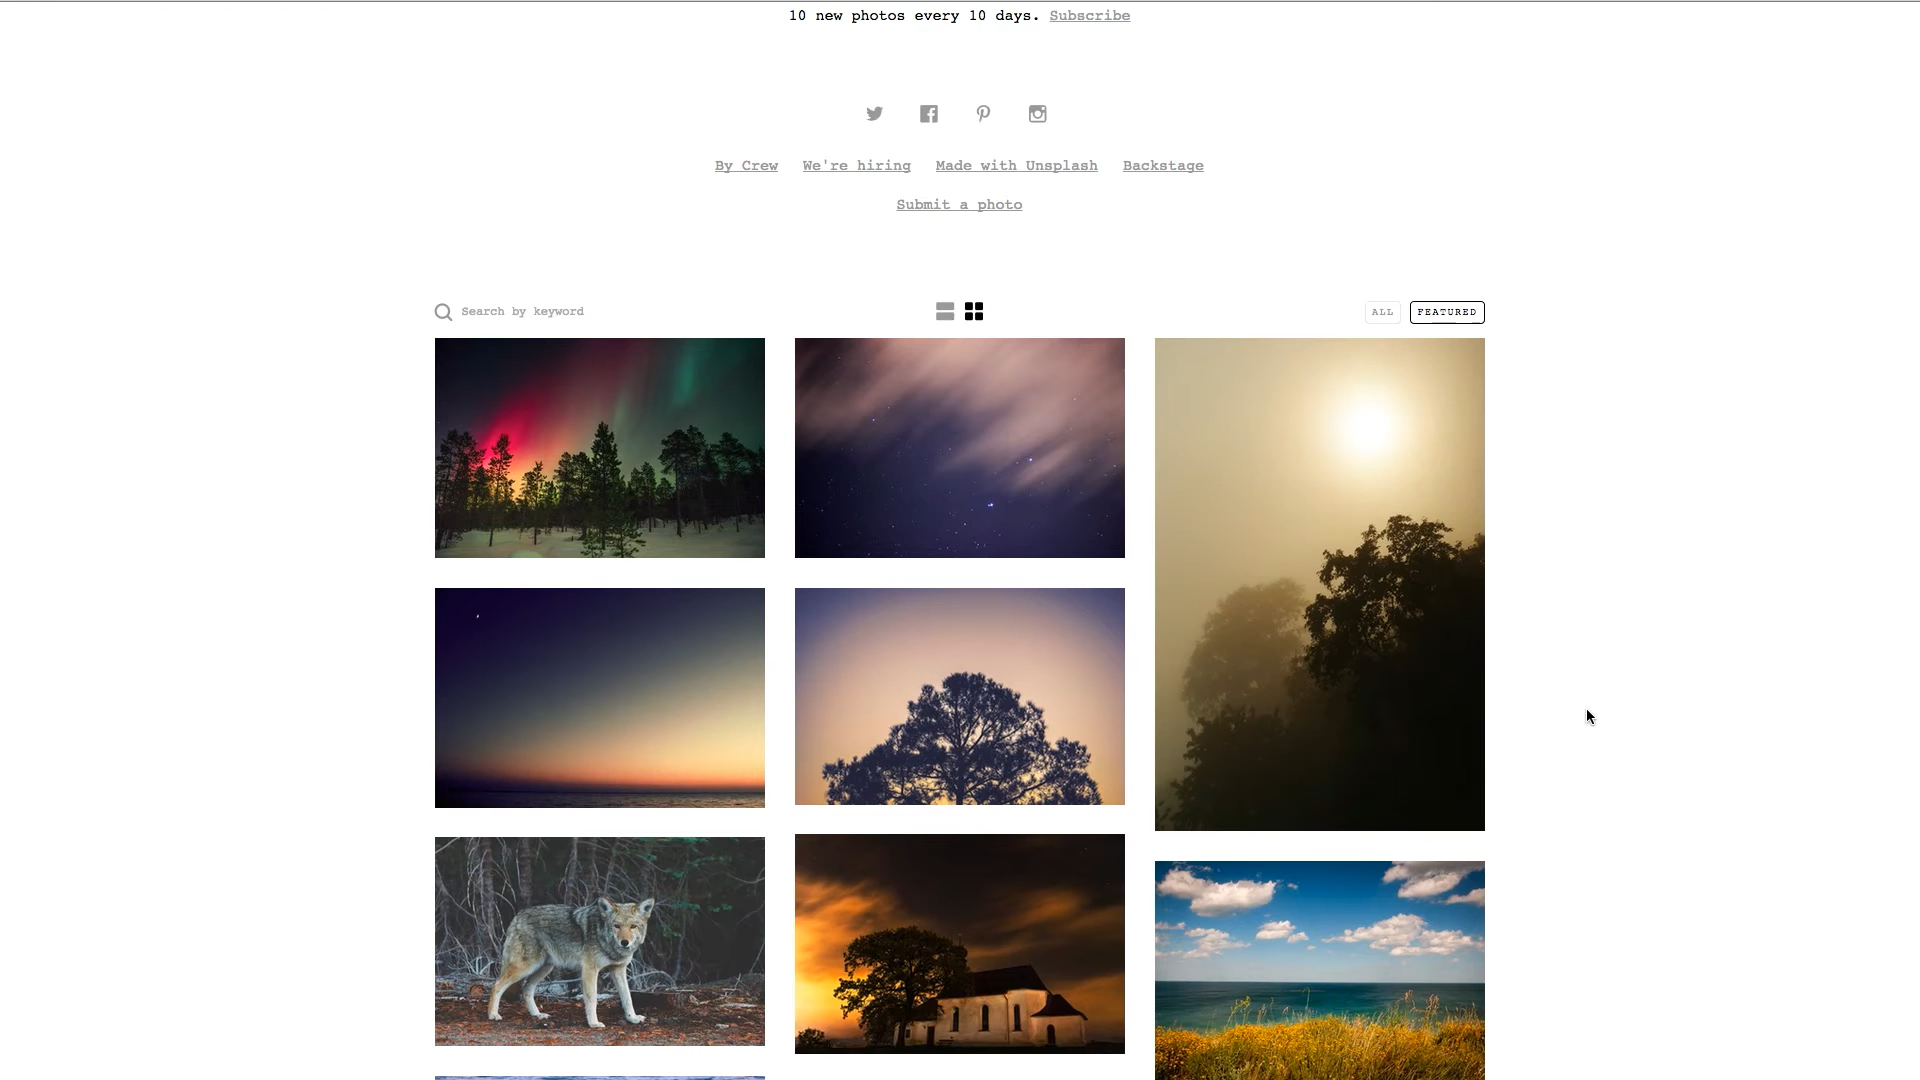 10 new photos every 10 days. Subscribe
By Crew We're hiring Made with Unsplash Backstage
Submit a photo
Search by keyword
ALL FEATURED